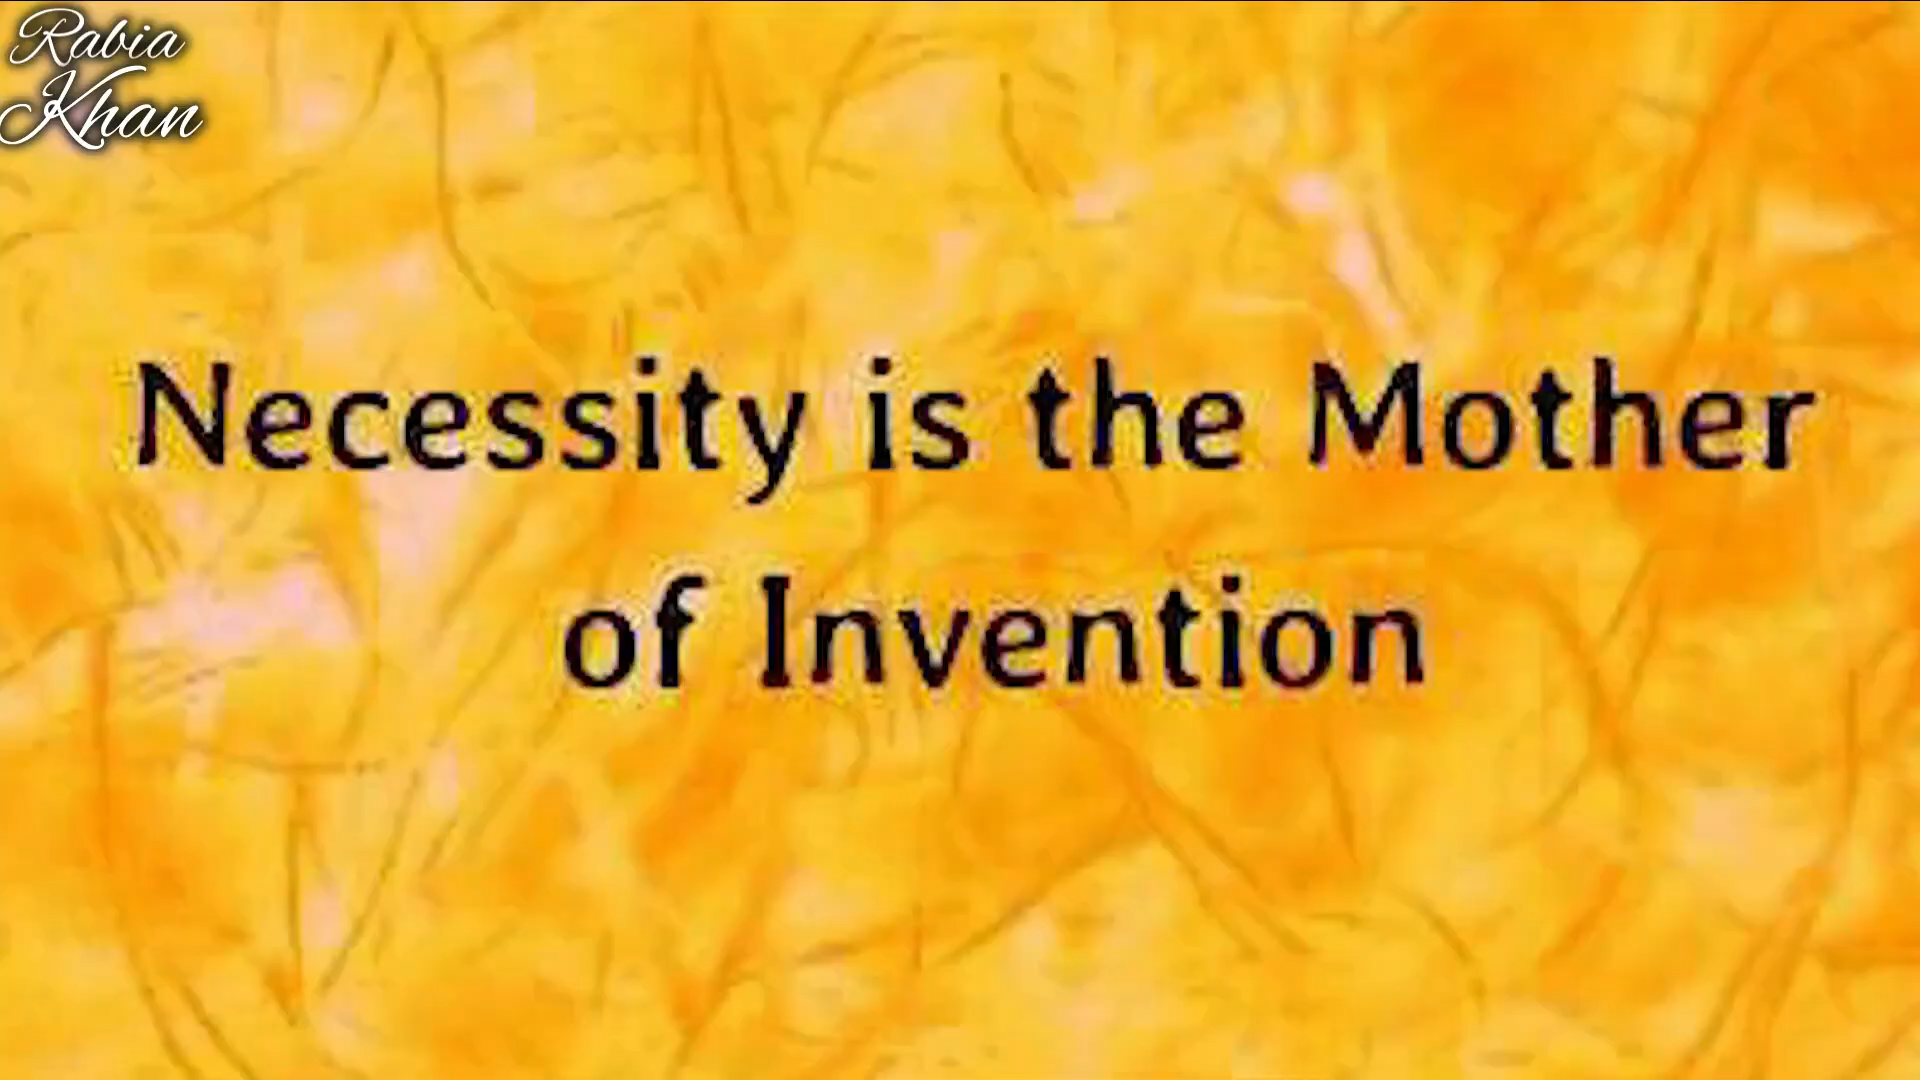 Rabia
Khan
Necessity is the Mother
of Invention